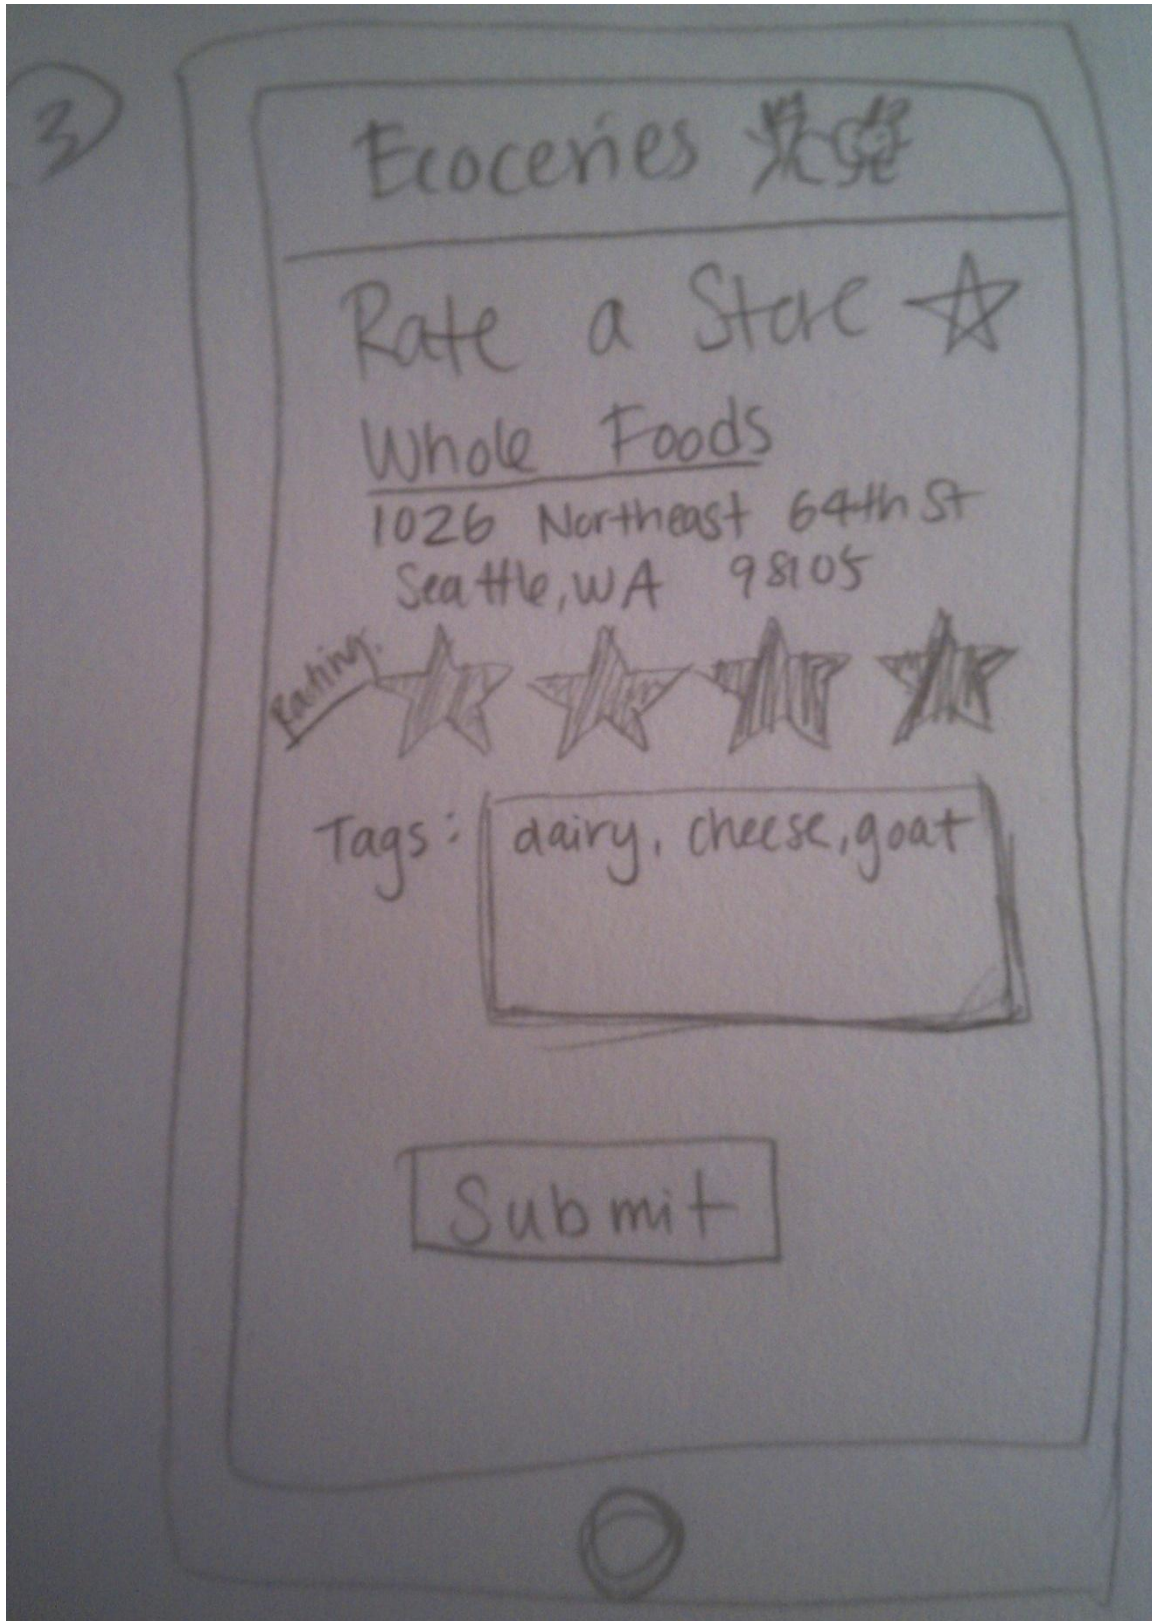 3
Ecoceries
Rate a Store
Whole Foods
1026 Northeast 64th St
Seattle, WA 98105
Rating:
Tags: dairy, cheese, goat
Submit